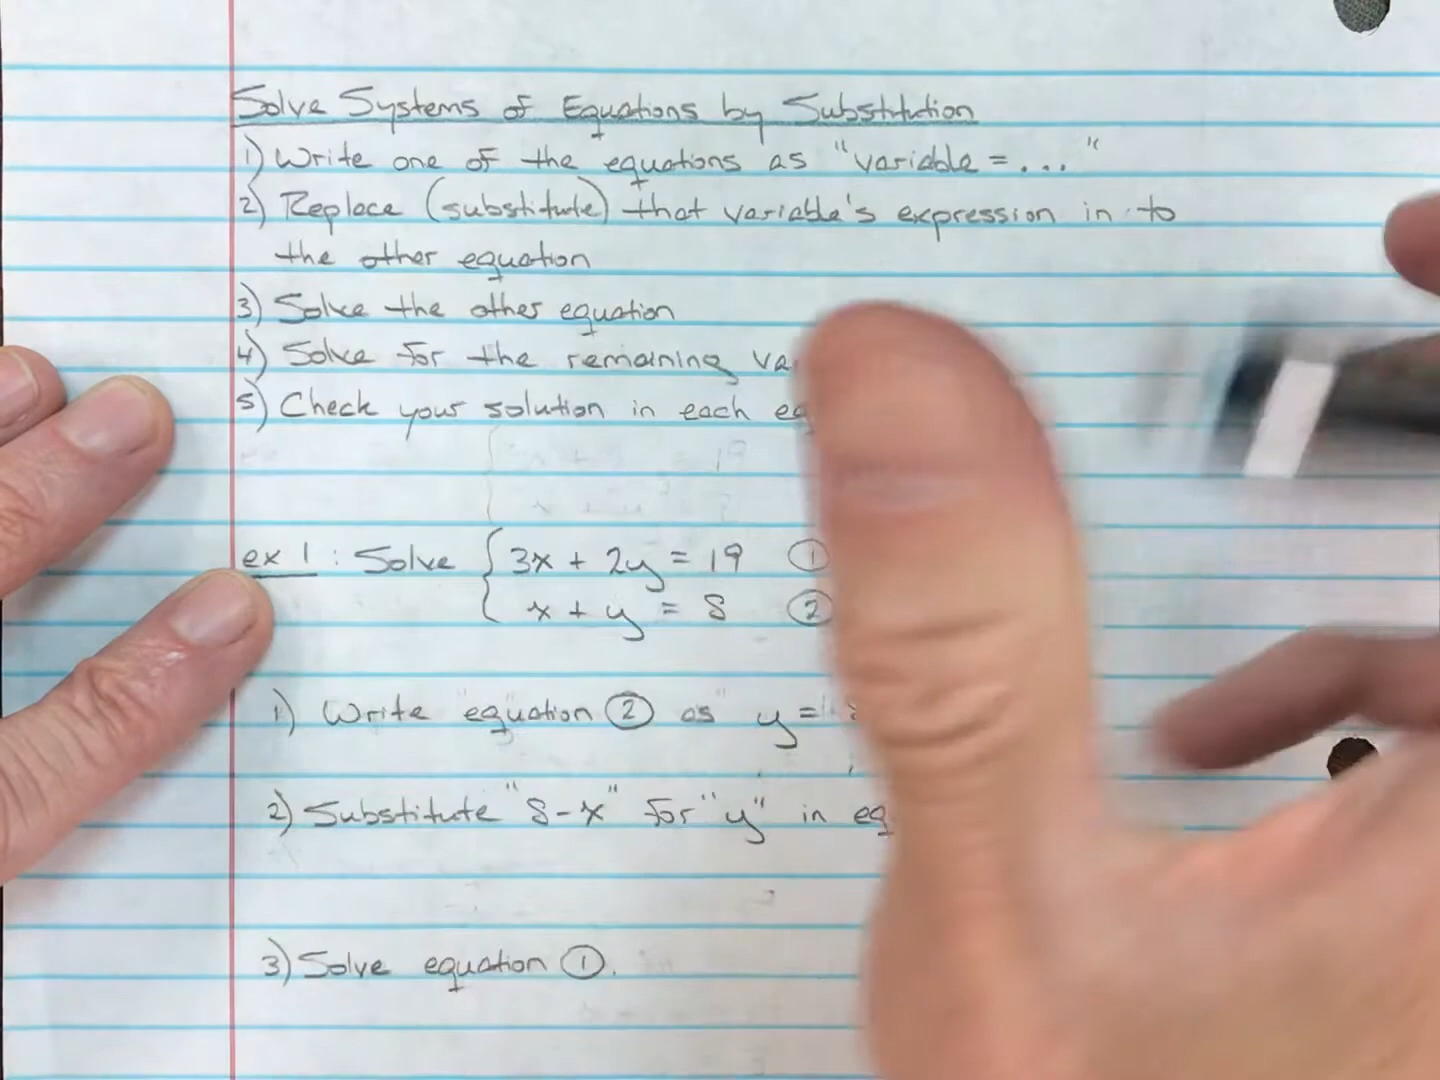 Solve Systems of Equations by Substitution
1) Write one of the equations as "variable = ..."
2) Replace (substitute) that variable's expression in to
the other equation
3) Solve the other equation
4) Solve for the remaining
5) Check your solution in each
ex 1: Solve { 3x + 2y = 19 ①
x + y = 8 ②
1) Write "equation ② as" y =
2) Substitute "8-x" for "y" in
3) Solve equation ①.